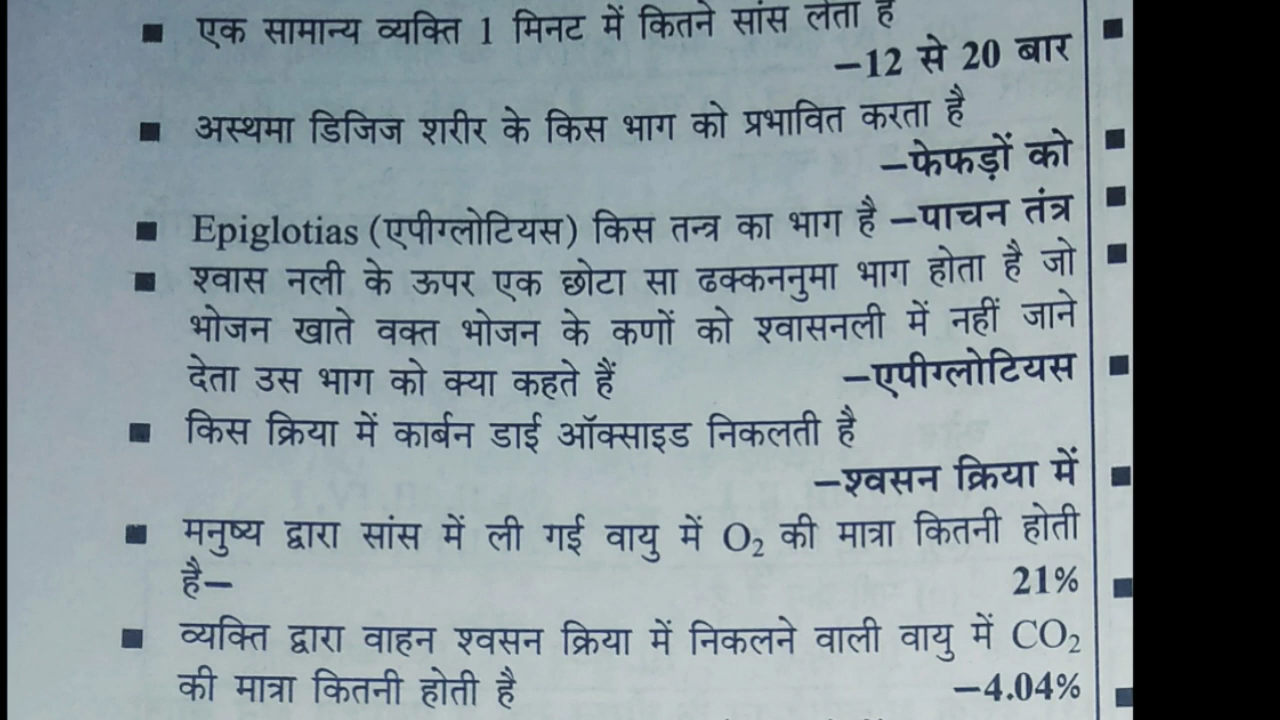 ■ एक सामान्य व्यक्ति 1 मिनट में कितने सांस लेता है
–12 से 20 बार
■ अस्थमा डिजिज शरीर के किस भाग को प्रभावित करता है
–फेफड़ों को
■ Epiglotias (एपीग्लोटियस) किस तन्त्र का भाग है –पाचन तंत्र
■ श्वास नली के ऊपर एक छोटा सा ढक्कननुमा भाग होता है जो
भोजन खाते वक्त भोजन के कणों को श्वासनली में नहीं जाने
देता उस भाग को क्या कहते हैं –एपीग्लोटियस
■ किस क्रिया में कार्बन डाई ऑक्साइड निकलती है
–श्वसन क्रिया में
■ मनुष्य द्वारा सांस में ली गई वायु में O₂ की मात्रा कितनी होती
है– 21%
■ व्यक्ति द्वारा वाहन श्वसन क्रिया में निकलने वाली वायु में CO₂
की मात्रा कितनी होती है –4.04%